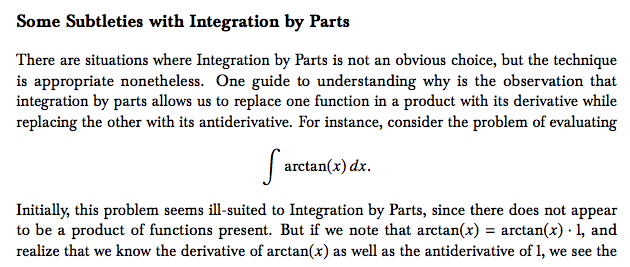 Some Subtleties with Integration by Parts
There are situations where Integration by Parts is not an obvious choice, but the technique
is appropriate nonetheless. One guide to understanding why is the observation that
integration by parts allows us to replace one function in a product with its derivative while
replacing the other with its antiderivative. For instance, consider the problem of evaluating
∫ arctan(x) dx.
Initially, this problem seems ill-suited to Integration by Parts, since there does not appear
to be a product of functions present. But if we note that arctan(x) = arctan(x) · 1, and
realize that we know the derivative of arctan(x) as well as the antiderivative of 1, we see the